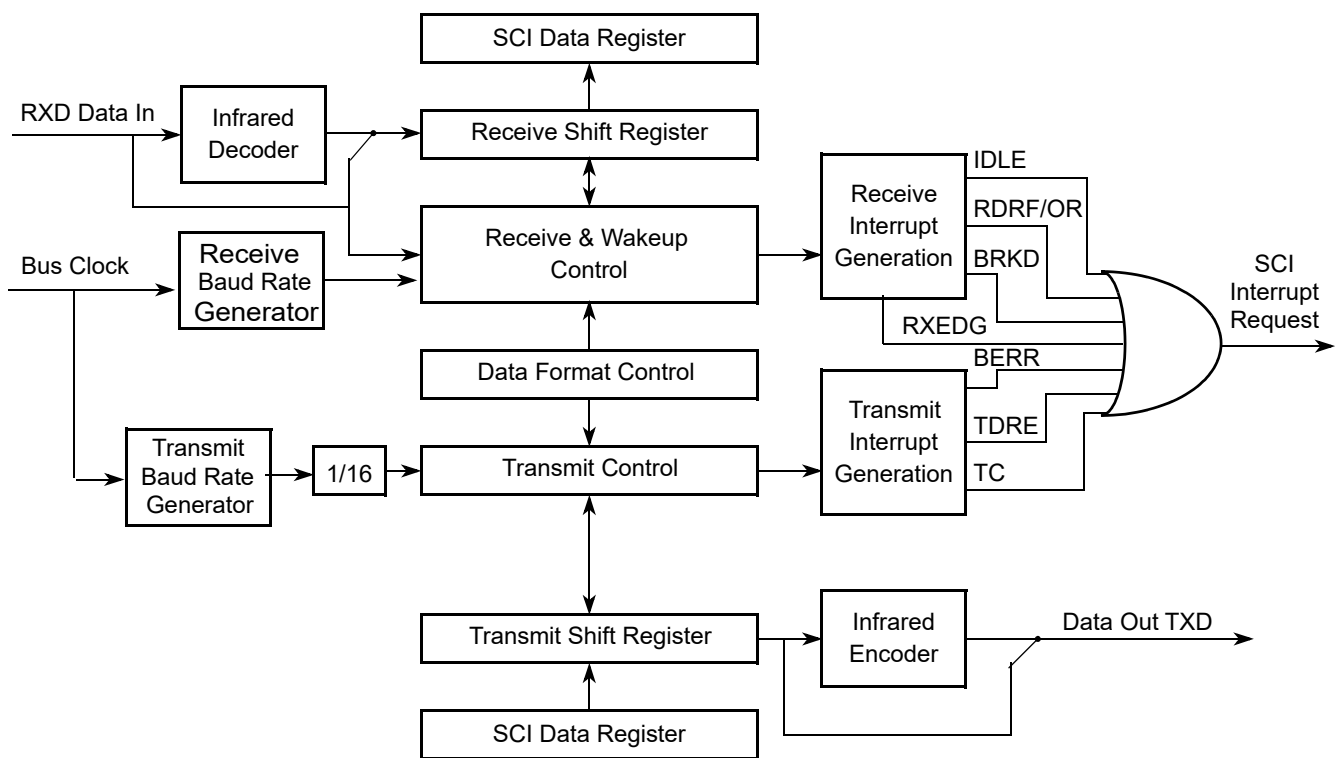 SCI Data Register
RXD Data In
Infrared
Decoder
Receive Shift Register
Receive & Wakeup
Control
Bus Clock
Receive
Baud Rate
Generator
Receive
Interrupt
Generation
IDLE
RDRF/OR
BRKD
RXEDG
SCI
Interrupt
Request
Data Format Control
BERR
Transmit
Interrupt
Generation
TDRE
TC
Transmit
Baud Rate
Generator
1/16
Transmit Control
Transmit Shift Register
Infrared
Encoder
Data Out TXD
SCI Data Register